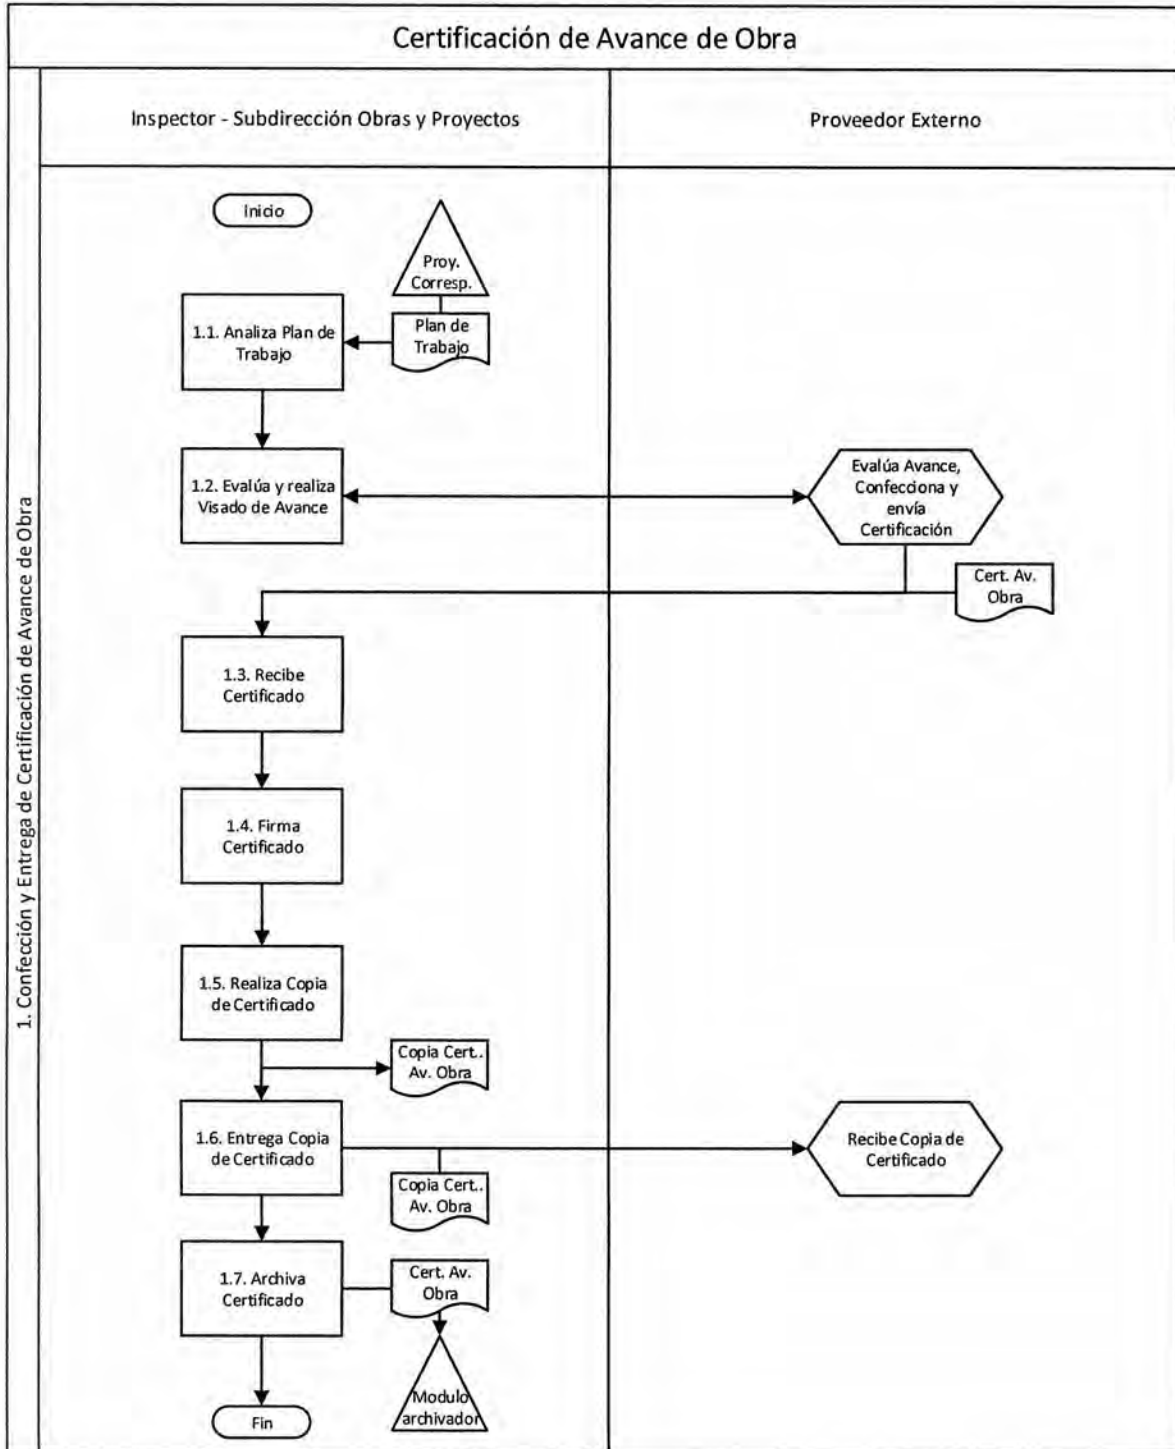 Certificación de Avance de Obra
Inspector - Subdirección Obras y Proyectos
Proveedor Externo
1. Confección y Entrega de Certificación de Avance de Obra
Inicio
Proy.
Corresp.
Plan de
Trabajo
1.1. Analiza Plan de
Trabajo
1.2. Evalúa y realiza
Visado de Avance
Evalúa Avance,
Confecciona y
envía
Certificación
Cert. Av.
Obra
1.3. Recibe
Certificado
1.4. Firma
Certificado
1.5. Realiza Copia
de Certificado
Copia Cert..
Av. Obra
1.6. Entrega Copia
de Certificado
Copia Cert..
Av. Obra
Recibe Copia de
Certificado
1.7. Archiva
Certificado
Cert. Av.
Obra
Modulo
archivador
Fin